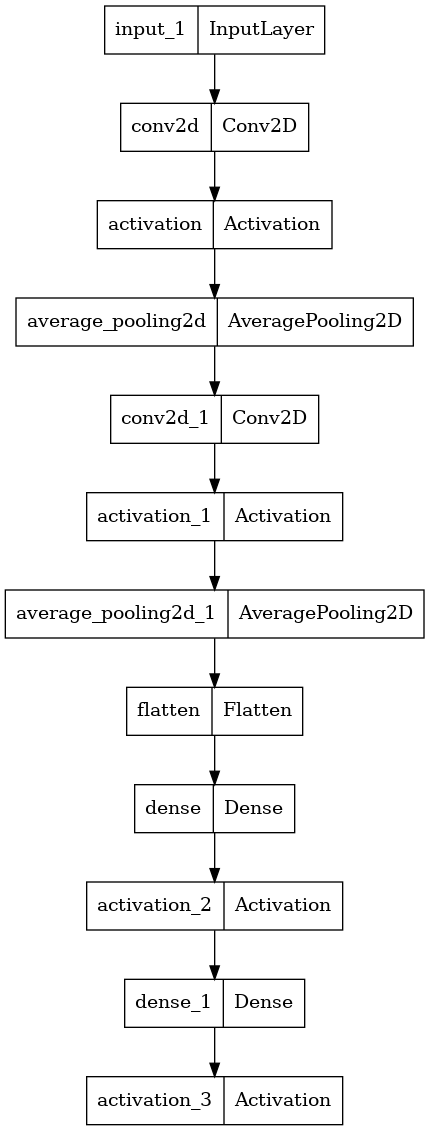 input_1 InputLayer
conv2d Conv2D
activation Activation
average_pooling2d AveragePooling2D
conv2d_1 Conv2D
activation_1 Activation
average_pooling2d_1 AveragePooling2D
flatten Flatten
dense Dense
activation_2 Activation
dense_1 Dense
activation_3 Activation